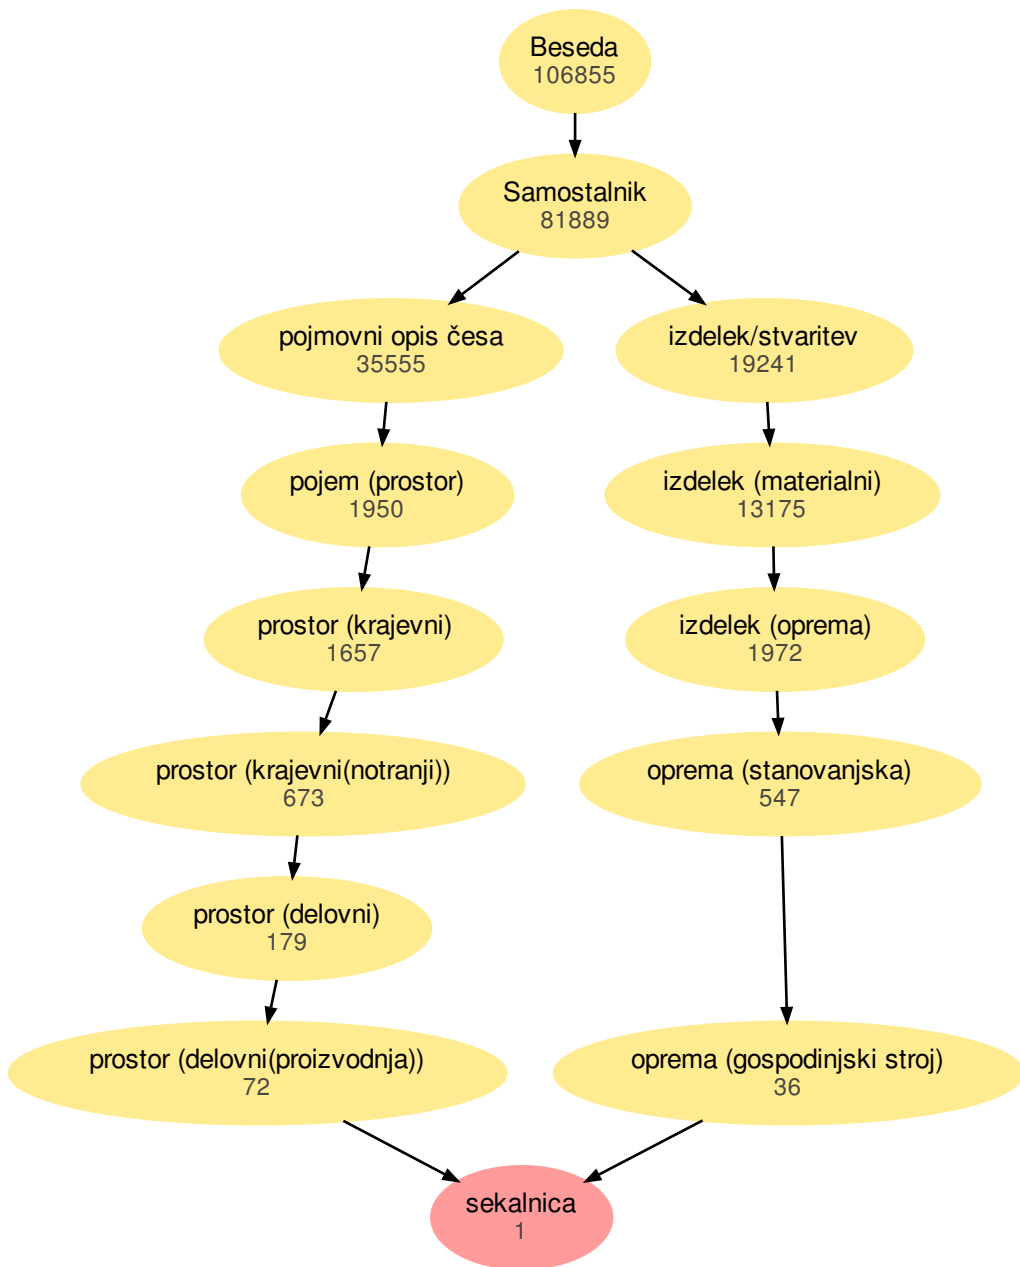 Beseda
106855
Samostalnik
81889
pojmovni opis česa
35555
izdelek/stvaritev
19241
pojem (prostor)
1950
izdelek (materialni)
13175
prostor (krajevni)
1657
izdelek (oprema)
1972
prostor (krajevni(notranji))
673
oprema (stanovanjska)
547
prostor (delovni)
179
prostor (delovni(proizvodnja))
72
oprema (gospodinjski stroj)
36
sekalnica
1